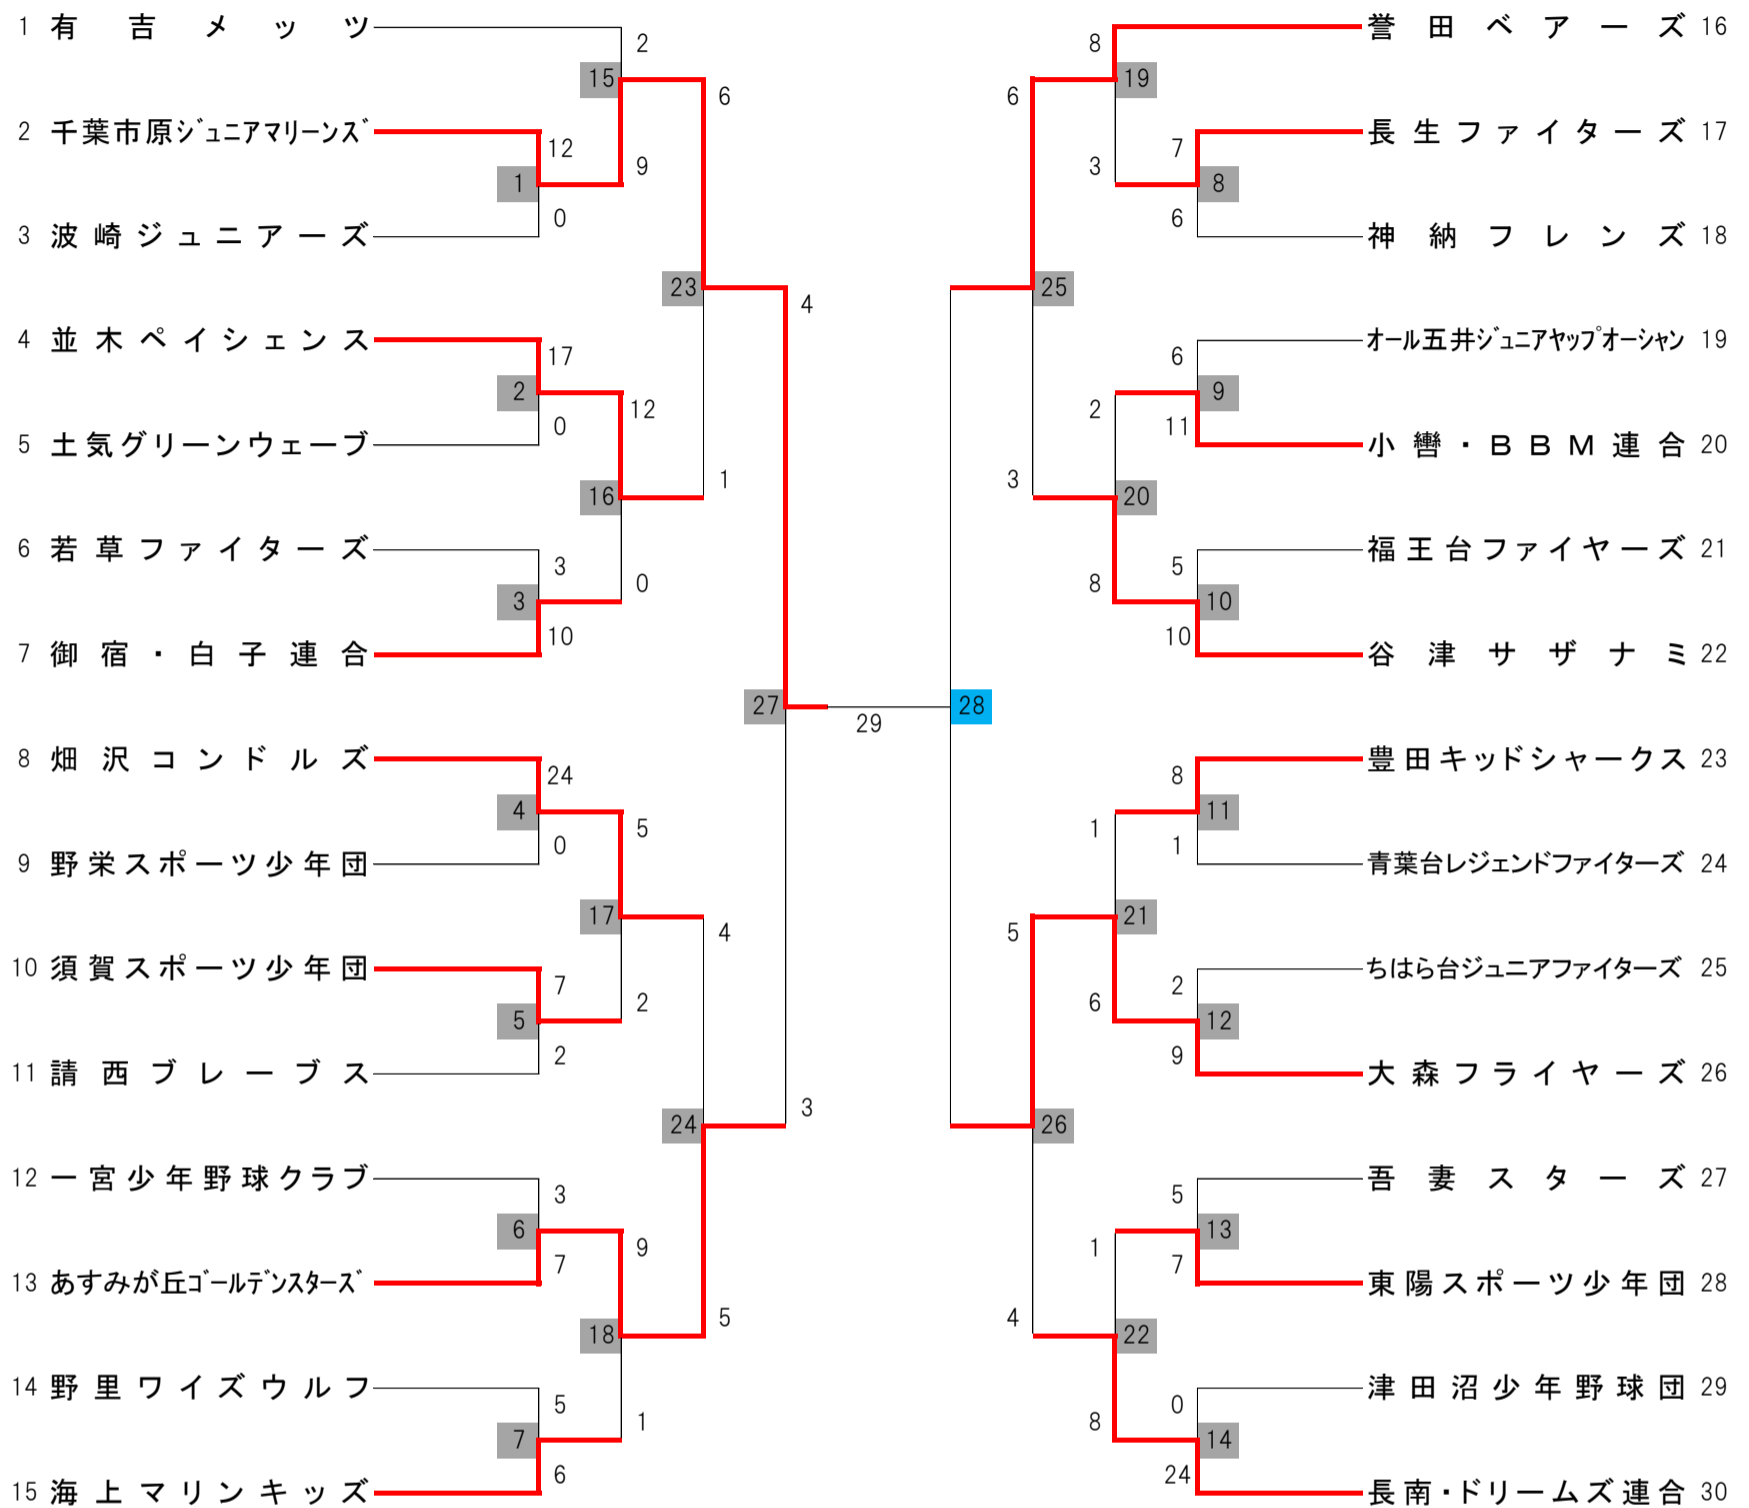 1 有吉メッツ
2
15
6
2 千葉市原ジュニアマリーンズ
12
9
1
0
3 波崎ジュニアーズ
23
4
4 並木ペイシェンス
17
2
12
0
5 土気グリーンウェーブ
1
16
6 若草ファイターズ
3
0
3
10
7 御宿・白子連合
27
29
8 畑沢コンドルズ
24
4
5
0
9 野栄スポーツ少年団
17
4
10 須賀スポーツ少年団
7
2
5
2
11 請西ブレーブス
3
24
12 一宮少年野球クラブ
3
6
9
7
13 あすみが丘ゴールデンスターズ
5
18
14 野里ワイズウルフ
5
1
7
6
15 海上マリンキッズ
誉田ベアーズ 16
8
19
6
長生ファイターズ 17
7
3
8
6
神納フレンズ 18
25
オール五井ジュニアヤップオーシャン 19
6
9
2
11
小轡・BBM連合 20
3
20
福王台ファイヤーズ 21
5
8
10
10
谷津サザナミ 22
28
豊田キッドシャークス 23
8
11
1
1
青葉台レジェンドファイターズ 24
21
5
ちはら台ジュニアファイターズ 25
2
6
12
9
大森フライヤーズ 26
26
吾妻スターズ 27
5
13
1
7
東陽スポーツ少年団 28
4
22
津田沼少年野球団 29
0
8
14
24
長南・ドリームズ連合 30